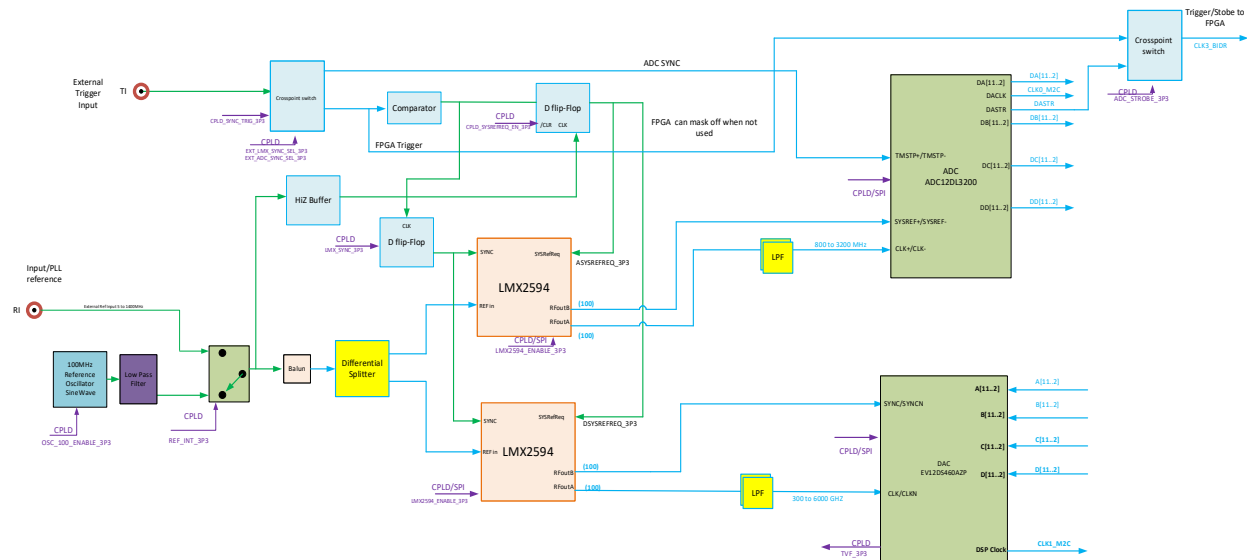 Trigger/Stobe to
FPGA
Crosspoint
switch
CLK3_BIDR
CPLD
ADC_STROBE_3P3
External
Trigger
Input
TI
Crosspoint switch
CPLD_SYNC_TRIG_3P3
CPLD
EXT_LMX_SYNC_SEL_3P3
EXT_ADC_SYNC_SEL_3P3
ADC SYNC
Comparator
D flip-Flop
/CLR CLK
CPLD
CPLD_SYSREFREQ_EN_3P3
FPGA can mask off when not
used
FPGA Trigger
HiZ Buffer
CLK
D flip-Flop
CPLD
LMX_SYNC_3P3
DA[11..2]
DACLK
DASTR
DB[11..2]
DC[11..2]
DD[11..2]
TMSTP+/TMSTP-
ADC
ADC12DL3200
SYSREF+/SYSREF-
CLK+/CLK-
CPLD/SPI
DA[11..2]
CLK0_M2C
DASTR
DB[11..2]
DC[11..2]
DD[11..2]
SYNC
SYSRefReq
ASYSREFREQ_3P3
LMX2594
REFin
RFoutB
RFoutA
(100)
(100)
CPLD/SPI
LMX2594_ENABLE_3P3
LPF
800 to 3200 MHz
Input/PLL
reference
RI
External Ref Input 5 to 1400MHz
100MHz
Reference
Oscillator
SineWave
Low Pass
Filter
CPLD
OSC_100_ENABLE_3P3
CPLD
REF_INT_3P3
Balun
Differential
Splitter
SYNC
SYSRefReq
DSYSREFREQ_3P3
LMX2594
REFin
RFoutB
RFoutA
(100)
(100)
CPLD/SPI
LMX2594_ENABLE_3P3
LPF
300 to 6000 GHZ
SYNC/SYNCN
A[11..2]
B[11..2]
C[11..2]
D[11..2]
DAC
EV12DS460AZP
CLK/CLKN
DSP Clock
CPLD/SPI
A[11..2]
B[11..2]
C[11..2]
D[11..2]
CPLD
TVF_3P3
CLK1_M2C